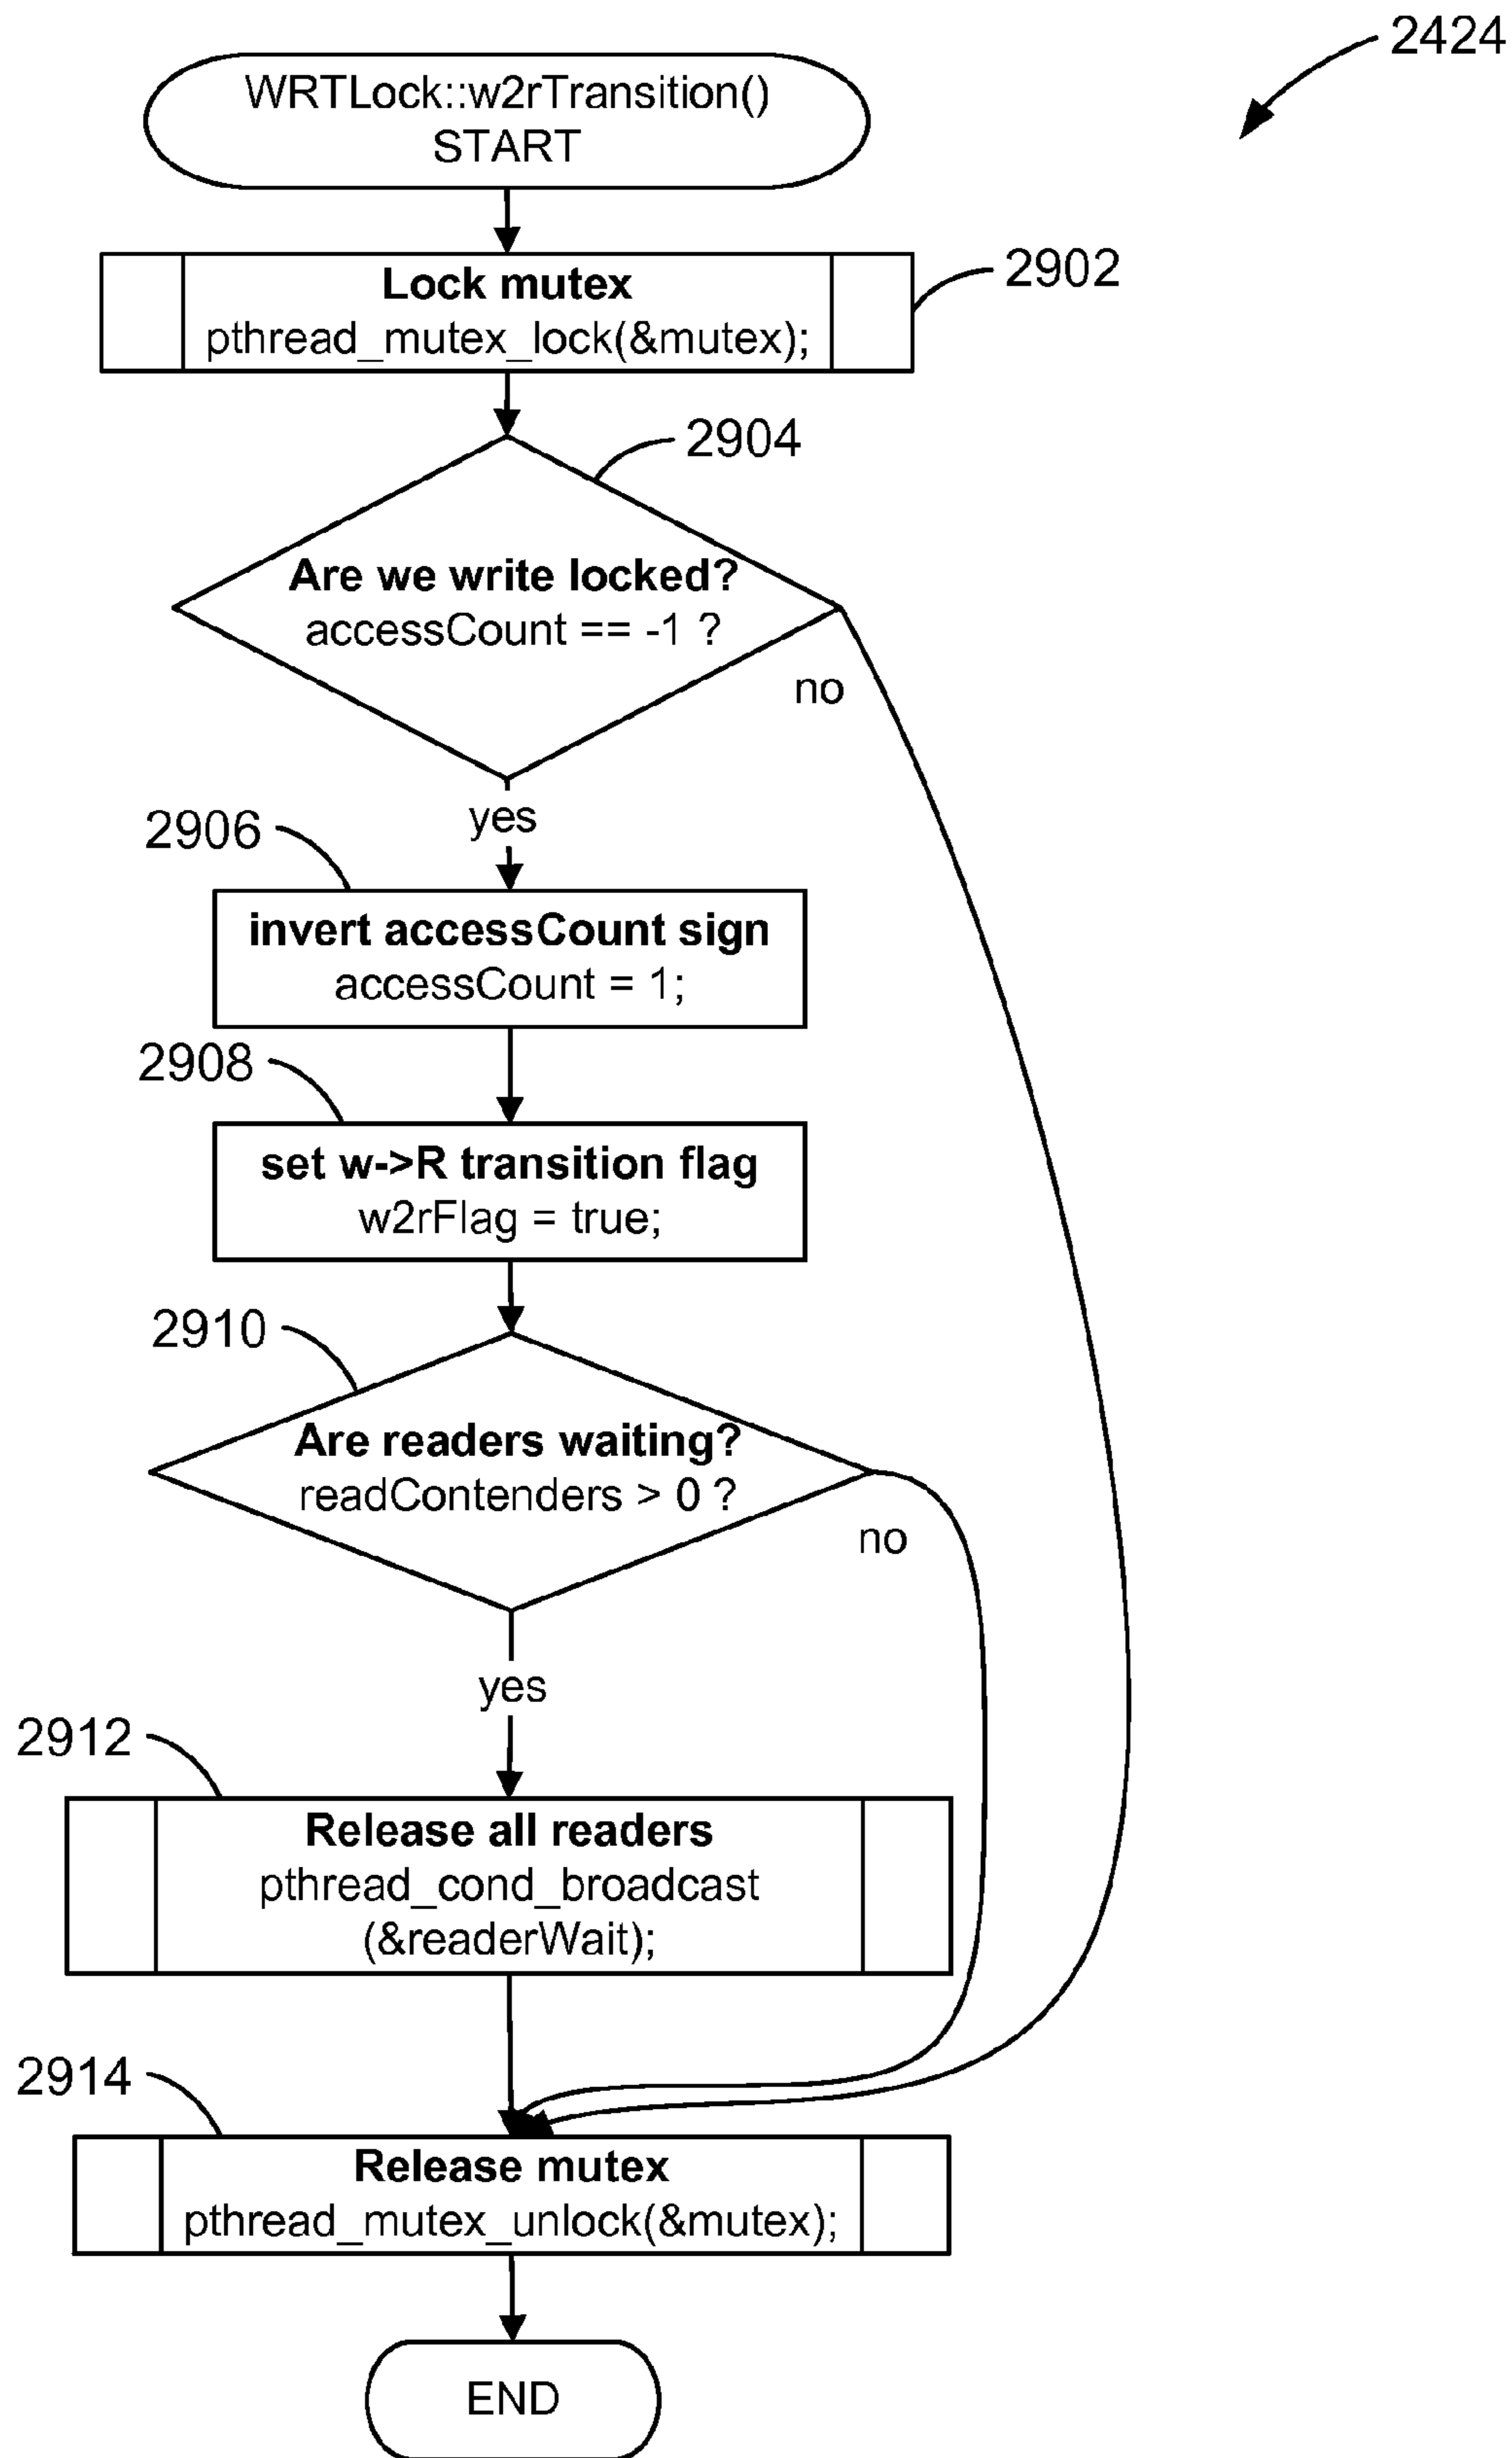 2424
WRTLock::w2rTransition()
START
Lock mutex
pthread_mutex_lock(&mutex);
2902
2904
Are we write locked?
accessCount == -1 ?
no
yes
2906
invert accessCount sign
accessCount = 1;
2908
set w->R transition flag
w2rFlag = true;
2910
Are readers waiting?
readContenders > 0 ?
no
yes
2912
Release all readers
pthread_cond_broadcast
(&readerWait);
2914
Release mutex
pthread_mutex_unlock(&mutex);
END